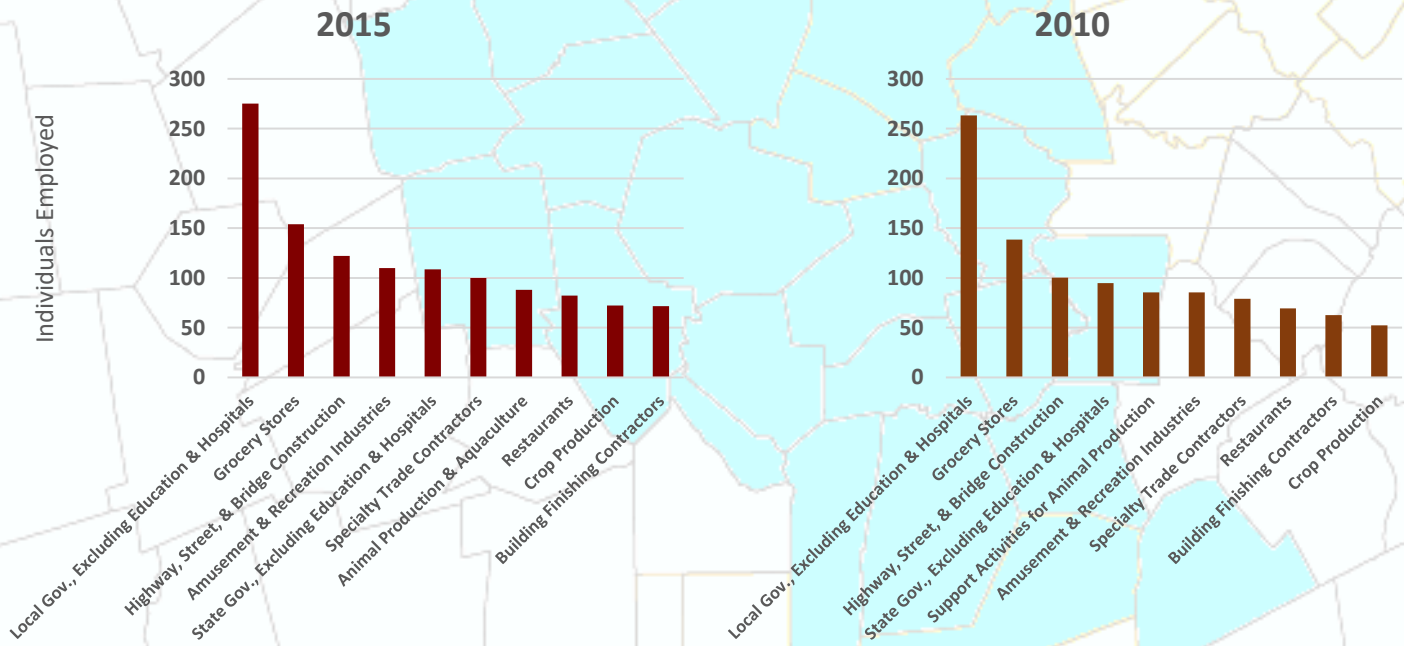 2015
2010
Individuals Employed
300
250
200
150
100
50
0
Local Gov., Excluding Education & Hospitals
Grocery Stores
Highway, Street, & Bridge Construction
Amusement & Recreation Industries
State Gov., Excluding Education & Hospitals
Specialty Trade Contractors
Animal Production & Aquaculture
Restaurants
Crop Production
Building Finishing Contractors
300
250
200
150
100
50
0
Local Gov., Excluding Education & Hospitals
Grocery Stores
Highway, Street, & Bridge Construction
State Gov., Excluding Education & Hospitals
Support Activities for Animal Production
Amusement & Recreation Industries
Specialty Trade Contractors
Restaurants
Building Finishing Contractors
Crop Production